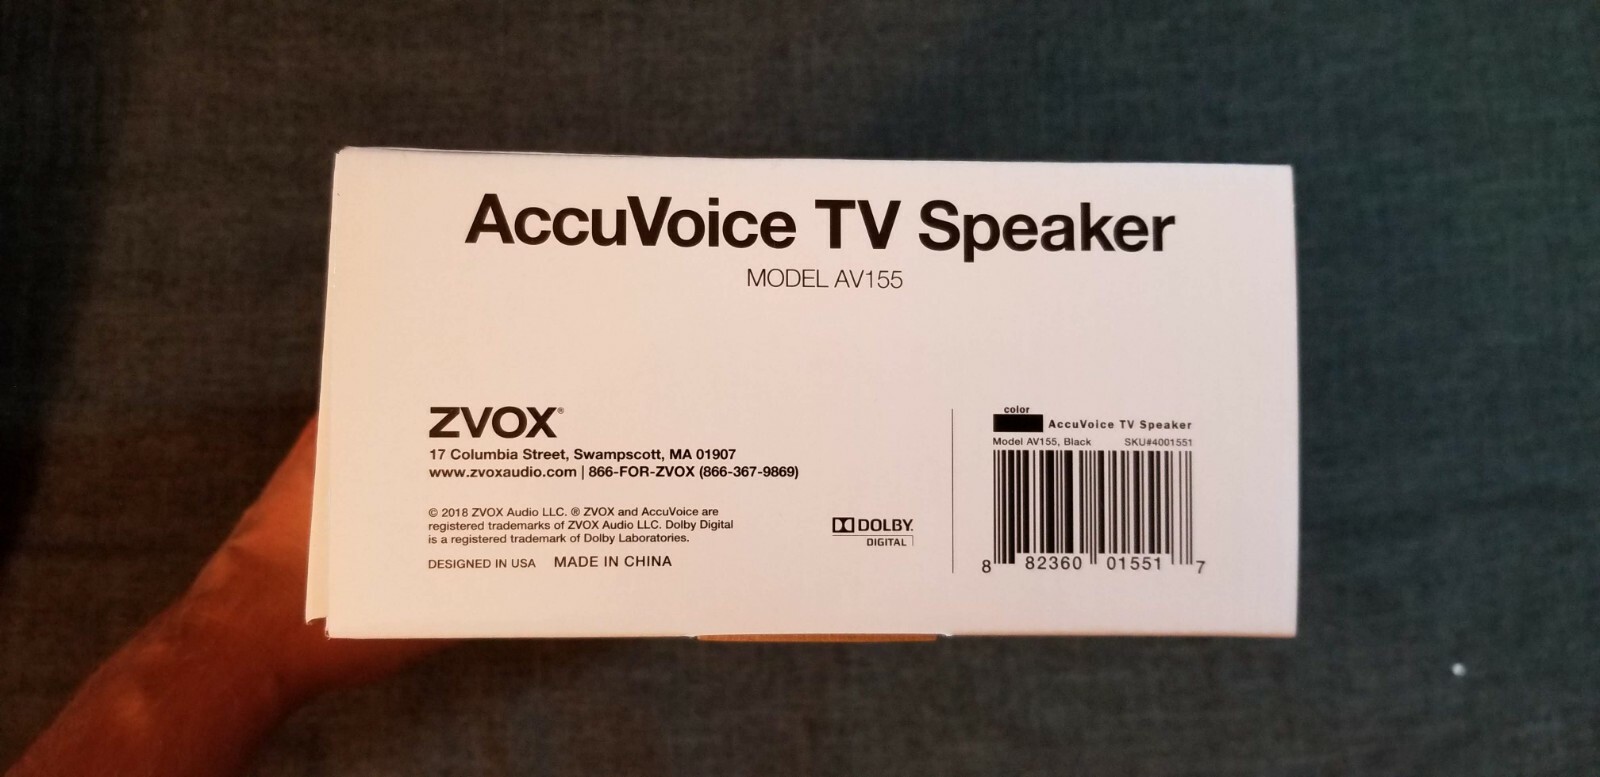 AccuVoice TV Speaker
MODEL AV155
ZVOX®
17 Columbia Street, Swampscott, MA 01907
www.zvoxaudio.com | 866-FOR-ZVOX (866-367-9869)
© 2018 ZVOX Audio LLC. ® ZVOX and AccuVoice are
registered trademarks of ZVOX Audio LLC. Dolby Digital
is a registered trademark of Dolby Laboratories.
DESIGNED IN USA MADE IN CHINA
DOLBY
DIGITAL
color
AccuVoice TV Speaker
Model AV155, Black SKU#4001551
8 82360 01551 7